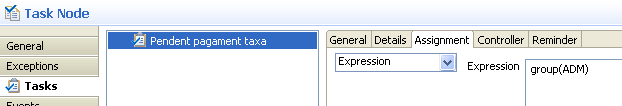 Task Node
General
Exceptions
Tasks
Events
Pendent pagament taxa
General Details Assignment Controller Reminder
Expression
Expression
group(ADM)